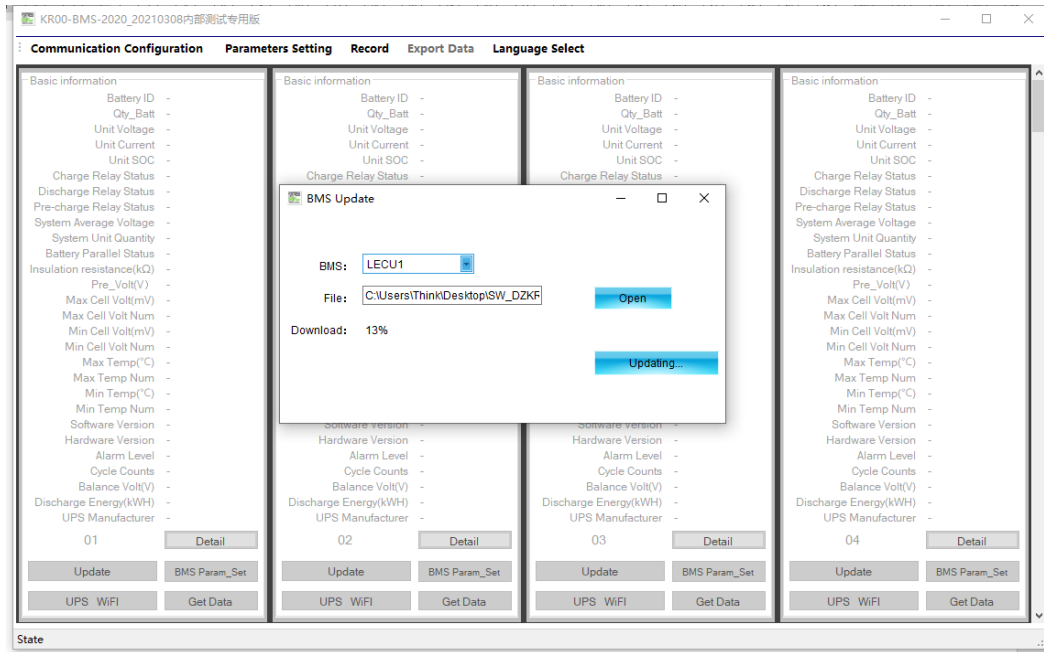 KR00-BMS-2020_20210308内部测试专用版
Communication Configuration Parameters Setting Record Export Data Language Select
Basic information Basic information Basic information Basic information
Battery ID - Battery ID - Battery ID - Battery ID -
Qty_Batt - Qty_Batt - Qty_Batt - Qty_Batt -
Unit Voltage - Unit Voltage - Unit Voltage - Unit Voltage -
Unit Current - Unit Current - Unit Current - Unit Current -
Unit SOC - Unit SOC - Unit SOC - Unit SOC -
Charge Relay Status - Charge Relay Status - Charge Relay Status - Charge Relay Status -
Discharge Relay Status - Discharge Relay Status -
Pre-charge Relay Status - Pre-charge Relay Status -
System Average Voltage - System Average Voltage -
System Unit Quantity - System Unit Quantity -
Battery Parallel Status - Battery Parallel Status -
Insulation resistance(kΩ) - Insulation resistance(kΩ) -
Pre_Volt(V) - Pre_Volt(V) -
Max Cell Volt(mV) - Max Cell Volt(mV) -
Max Cell Volt Num - Max Cell Volt Num -
Min Cell Volt(mV) - Min Cell Volt(mV) -
Min Cell Volt Num - Min Cell Volt Num -
Max Temp(°C) - Max Temp(°C) -
Max Temp Num - Max Temp Num -
Min Temp(°C) - Min Temp(°C) -
Min Temp Num - Min Temp Num -
BMS Update
BMS: LECU1
File: C:\Users\Think\Desktop\SW_DZKR Open
Download: 13%
Updating...
Software Version - Software Version - Software Version - Software Version -
Hardware Version - Hardware Version - Hardware Version - Hardware Version -
Alarm Level - Alarm Level - Alarm Level - Alarm Level -
Cycle Counts - Cycle Counts - Cycle Counts - Cycle Counts -
Balance Volt(V) - Balance Volt(V) - Balance Volt(V) - Balance Volt(V) -
Discharge Energy(kWH) - Discharge Energy(kWH) - Discharge Energy(kWH) - Discharge Energy(kWH) -
UPS Manufacturer - UPS Manufacturer - UPS Manufacturer - UPS Manufacturer -
01 Detail 02 Detail 03 Detail 04 Detail
Update BMS Param_Set Update BMS Param_Set Update BMS Param_Set Update BMS Param_Set
UPS WiFI Get Data UPS WiFI Get Data UPS WiFI Get Data UPS WiFI Get Data
State